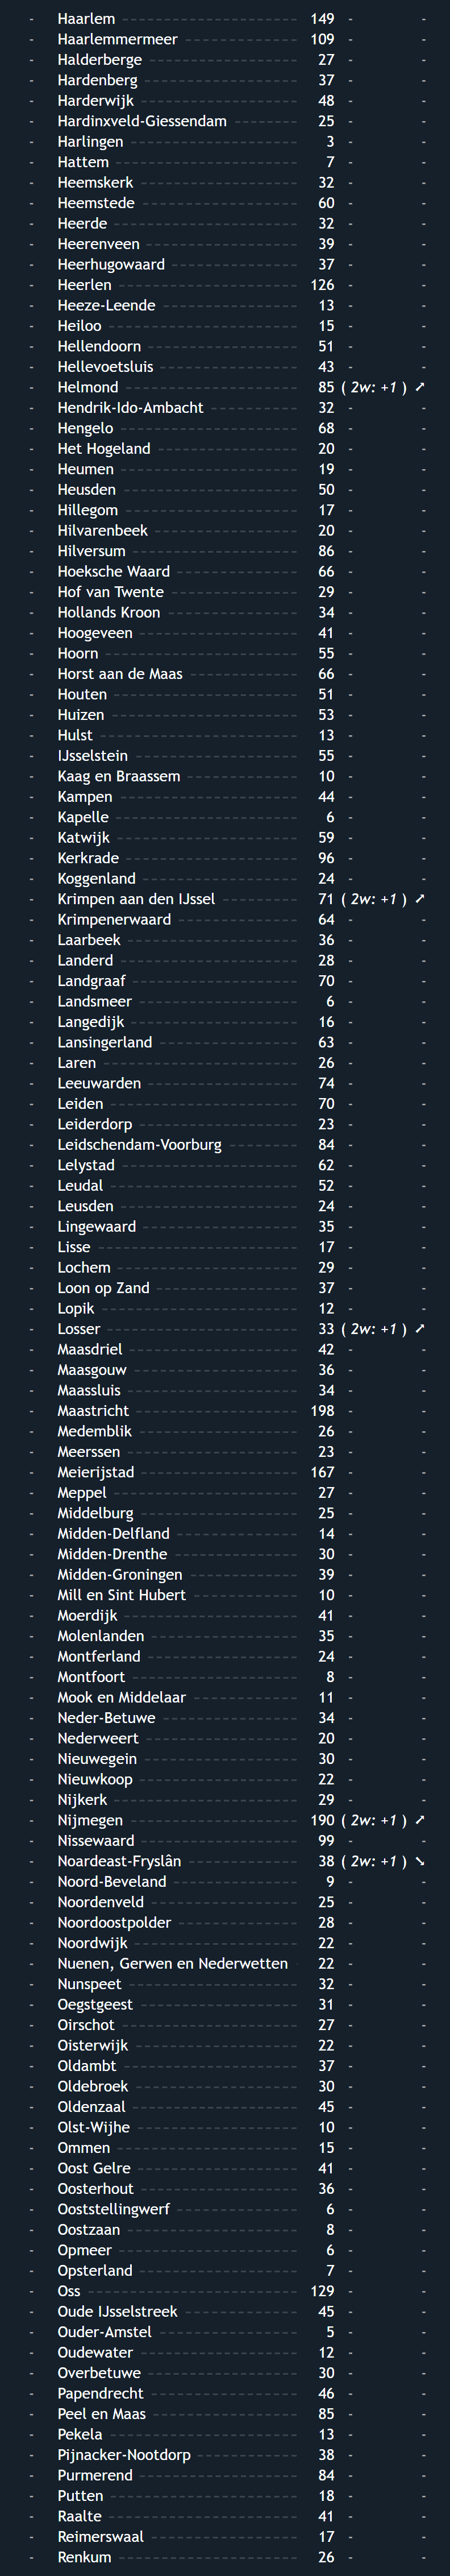 - Haarlem 149 - -
- Haarlemmermeer 109 - -
- Halderberge 27 - -
- Hardenberg 37 - -
- Harderwijk 48 - -
- Hardinxveld-Giessendam 25 - -
- Harlingen 3 - -
- Hattem 7 - -
- Heemskerk 32 - -
- Heemstede 60 - -
- Heerde 32 - -
- Heerenveen 39 - -
- Heerhugowaard 37 - -
- Heerlen 126 - -
- Heeze-Leende 13 - -
- Heiloo 15 - -
- Hellendoorn 51 - -
- Hellevoetsluis 43 - -
- Helmond 85 ( 2w: +1 ) ➚
- Hendrik-Ido-Ambacht 32 - -
- Hengelo 68 - -
- Het Hogeland 20 - -
- Heumen 19 - -
- Heusden 50 - -
- Hillegom 17 - -
- Hilvarenbeek 20 - -
- Hilversum 86 - -
- Hoeksche Waard 66 - -
- Hof van Twente 29 - -
- Hollands Kroon 34 - -
- Hoogeveen 41 - -
- Hoorn 55 - -
- Horst aan de Maas 66 - -
- Houten 51 - -
- Huizen 53 - -
- Hulst 13 - -
- IJsselstein 55 - -
- Kaag en Braassem 10 - -
- Kampen 44 - -
- Kapelle 6 - -
- Katwijk 59 - -
- Kerkrade 96 - -
- Koggenland 24 - -
- Krimpen aan den IJssel 71 ( 2w: +1 ) ➚
- Krimpenerwaard 64 - -
- Laarbeek 36 - -
- Landerd 28 - -
- Landgraaf 70 - -
- Landsmeer 6 - -
- Langedijk 16 - -
- Lansingerland 63 - -
- Laren 26 - -
- Leeuwarden 74 - -
- Leiden 70 - -
- Leiderdorp 23 - -
- Leidschendam-Voorburg 84 - -
- Lelystad 62 - -
- Leudal 52 - -
- Leusden 24 - -
- Lingewaard 35 - -
- Lisse 17 - -
- Lochem 29 - -
- Loon op Zand 37 - -
- Lopik 12 - -
- Losser 33 ( 2w: +1 ) ➚
- Maasdriel 42 - -
- Maasgouw 36 - -
- Maassluis 34 - -
- Maastricht 198 - -
- Medemblik 26 - -
- Meerssen 23 - -
- Meierijstad 167 - -
- Meppel 27 - -
- Middelburg 25 - -
- Midden-Delfland 14 - -
- Midden-Drenthe 30 - -
- Midden-Groningen 39 - -
- Mill en Sint Hubert 10 - -
- Moerdijk 41 - -
- Molenlanden 35 - -
- Montferland 24 - -
- Montfoort 8 - -
- Mook en Middelaar 11 - -
- Neder-Betuwe 34 - -
- Nederweert 20 - -
- Nieuwegein 30 - -
- Nieuwkoop 22 - -
- Nijkerk 29 - -
- Nijmegen 190 ( 2w: +1 ) ➚
- Nissewaard 99 - -
- Noardeast-Fryslân 38 ( 2w: +1 ) ➘
- Noord-Beveland 9 - -
- Noordenveld 25 - -
- Noordoostpolder 28 - -
- Noordwijk 22 - -
- Nuenen, Gerwen en Nederwetten 22 - -
- Nunspeet 32 - -
- Oegstgeest 31 - -
- Oirschot 27 - -
- Oisterwijk 22 - -
- Oldambt 37 - -
- Oldebroek 30 - -
- Oldenzaal 45 - -
- Olst-Wijhe 10 - -
- Ommen 15 - -
- Oost Gelre 41 - -
- Oosterhout 36 - -
- Ooststellingwerf 6 - -
- Oostzaan 8 - -
- Opmeer 6 - -
- Opsterland 7 - -
- Oss 129 - -
- Oude IJsselstreek 45 - -
- Ouder-Amstel 5 - -
- Oudewater 12 - -
- Overbetuwe 30 - -
- Papendrecht 46 - -
- Peel en Maas 85 - -
- Pekela 13 - -
- Pijnacker-Nootdorp 38 - -
- Purmerend 84 - -
- Putten 18 - -
- Raalte 41 - -
- Reimerswaal 17 - -
- Renkum 26 - -